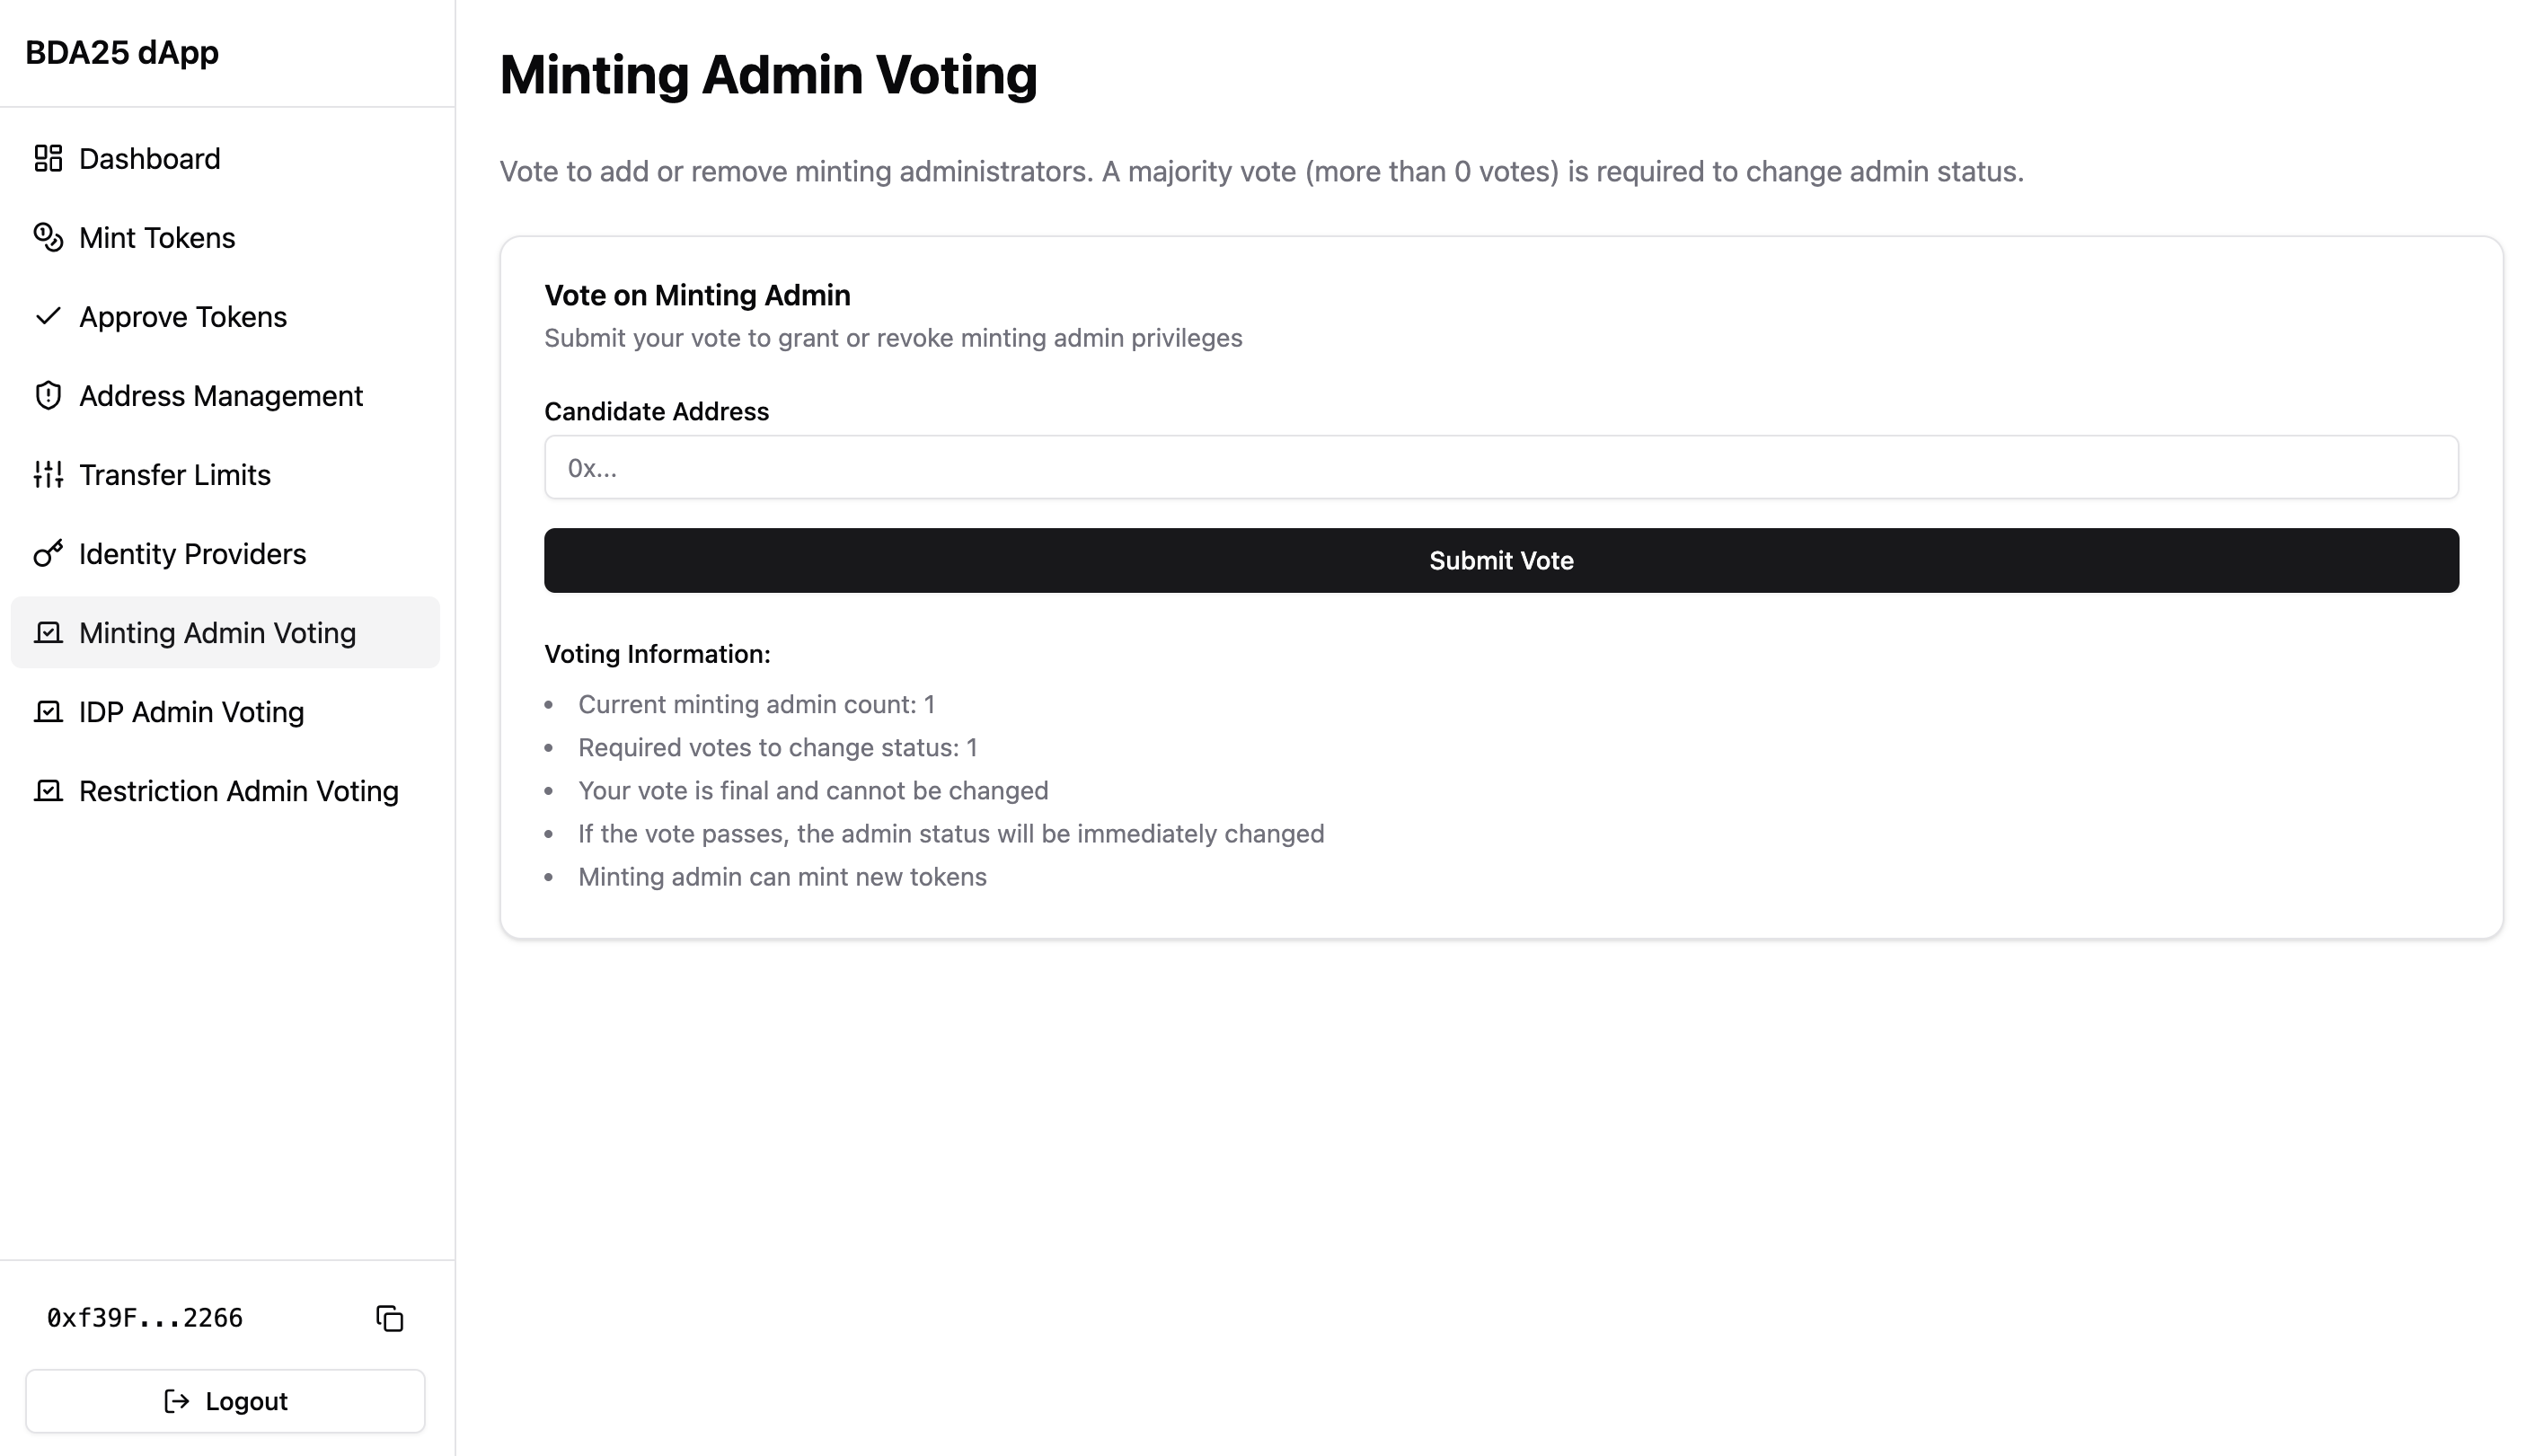 BDA25 dApp
Dashboard
Mint Tokens
Approve Tokens
Address Management
Transfer Limits
Identity Providers
Minting Admin Voting
IDP Admin Voting
Restriction Admin Voting
0xf39F...2266
Logout
Minting Admin Voting
Vote to add or remove minting administrators. A majority vote (more than 0 votes) is required to change admin status.
Vote on Minting Admin
Submit your vote to grant or revoke minting admin privileges
Candidate Address
0x...
Submit Vote
Voting Information:
• Current minting admin count: 1
• Required votes to change status: 1
• Your vote is final and cannot be changed
• If the vote passes, the admin status will be immediately changed
• Minting admin can mint new tokens